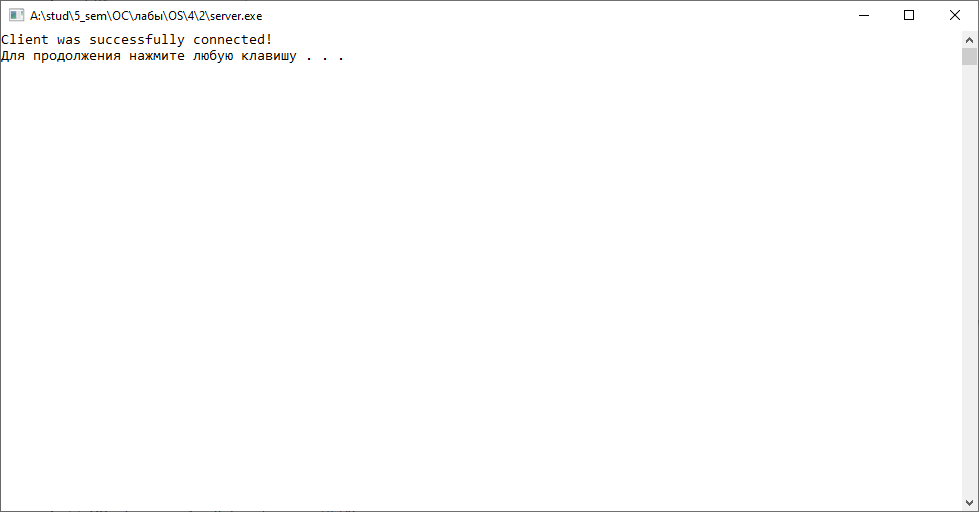 A:\stud\5_sem\ОС\лабы\OS\4\2\server.exe
Client was successfully connected!
Для продолжения нажмите любую клавишу . . .